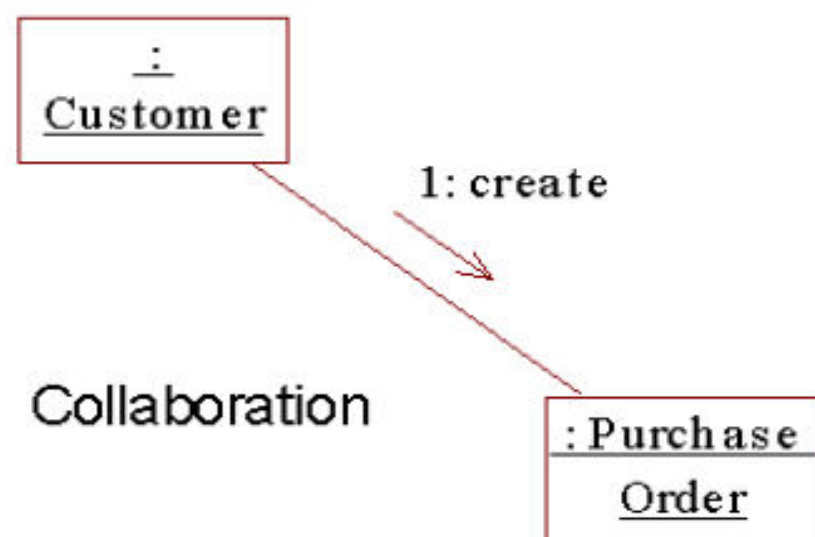 :
Customer
1: create
Collaboration
:Purchase
Order